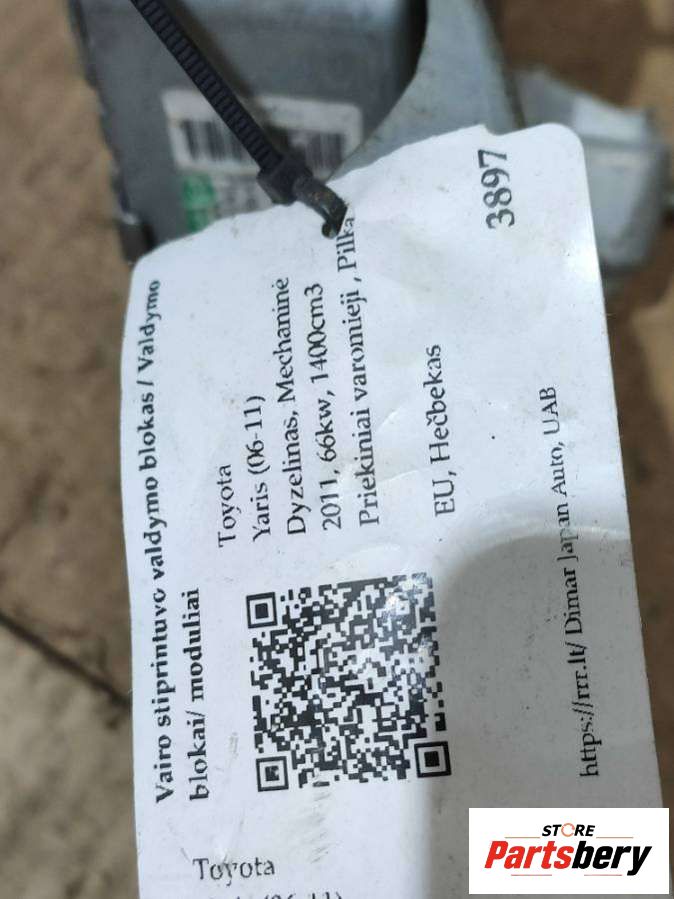 Vairo stiprintuvo valdymo blokas / Valdymo
blokai/ moduliai
Toyota
Yaris (06-11)
Dyzelinas, Mechaninė
2011, 66kw, 1400cm3
Priekiniai varomieji , Pilka
EU, Hečbekas
3897
https://rrr.lt/ Dimar Japan Auto, UAB
Toyota
STORE
Partsbery